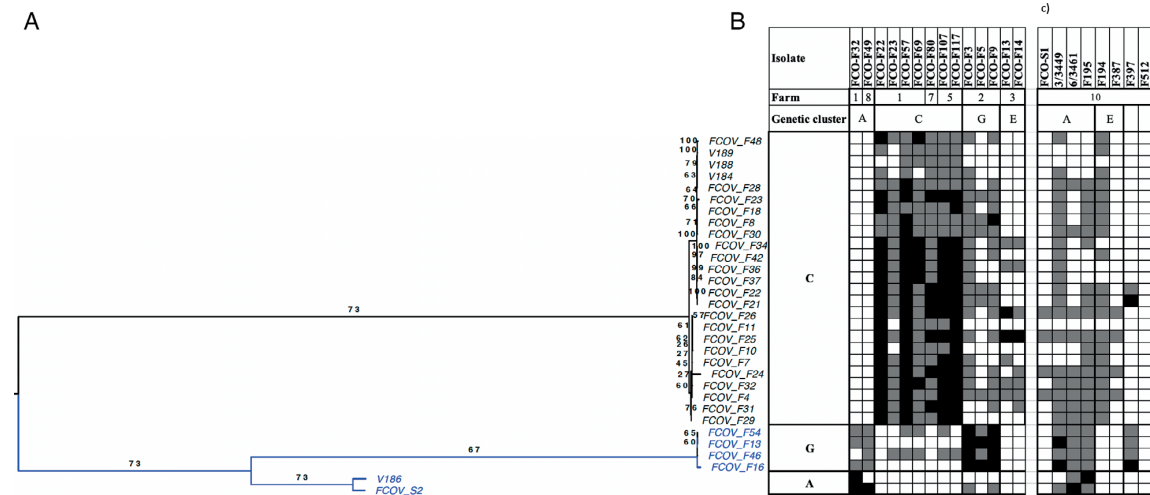 A
B
c)
Isolate
FCO-F32
FCO-F49
FCO-F22
FCO-F23
FCO-F57
FCO-F69
FCO-F80
FCO-F107
FCO-F117
FCO-F3
FCO-F5
FCO-F9
FCO-F13
FCO-F14
FCO-S1
3/3449
6/3461
F195
F194
F387
F397
F512
Farm 1 8 1 7 5 2 3 10
Genetic cluster A C G E A E
100 FCOV_F48
100 V189
79 V188
63 V184
64 FCOV_F28
70 FCOV_F23
66 FCOV_F18
71 FCOV_F8
100 FCOV_F30
100 FCOV_F34
97 FCOV_F42
99 FCOV_F36
84 FCOV_F37
100 FCOV_F22
FCOV_F21
C
73
57 FCOV_F26
61 FCOV_F11
62 FCOV_F25
26 FCOV_F10
27
45 FCOV_F7
27 FCOV_F24
60 FCOV_F32
FCOV_F4
76 FCOV_F31
FCOV_F29
65 FCOV_F54
60 FCOV_F13
G
67 FCOV_F46
73 FCOV_F16
73 V186
A
FCOV_S2